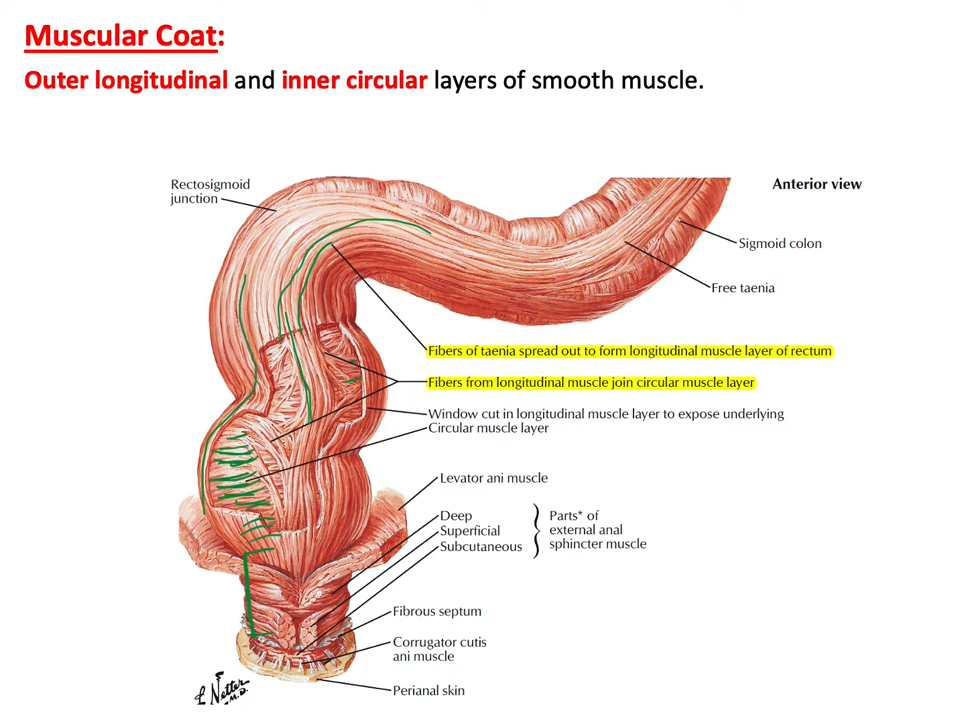 Muscular Coat:
Outer longitudinal and inner circular layers of smooth muscle.
Rectosigmoid
junction
Anterior view
Sigmoid colon
Free taenia
Fibers of taenia spread out to form longitudinal muscle layer of rectum
Fibers from longitudinal muscle join circular muscle layer
Window cut in longitudinal muscle layer to expose underlying
Circular muscle layer
Levator ani muscle
Deep
Superficial
Subcutaneous
Parts* of
external anal
sphincter muscle
Fibrous septum
Corrugator cutis
ani muscle
Perianal skin
F. Netter
M.D.